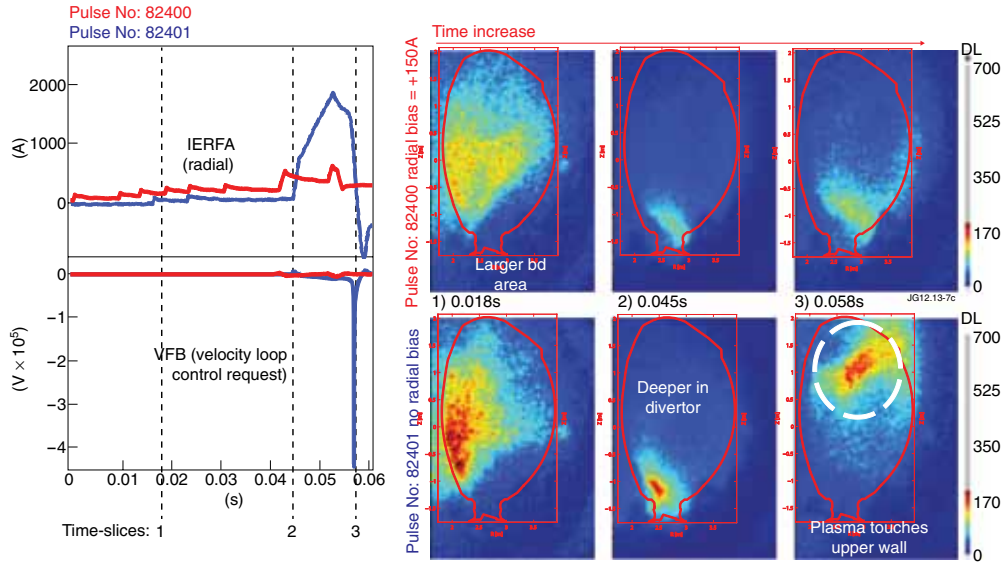 Pulse No: 82400
Pulse No: 82401
2000
1000
0
(A)
IERFA
(radial)
0
−1
−2
−3
−4
(V × 10⁵)
VFB (velocity loop
control request)
0 0.01 0.02 0.03 0.04 0.05 0.06
(s)
Time-slices: 1 2 3
Time increase
Pulse No: 82400 radial bias = +150A
Larger bd
area
DL
700
350
525
170
0
1) 0.018s 2) 0.045s 3) 0.058s
JG12.13-7c
Pulse No: 82401 no radial bias
Deeper in
divertor
Plasma touches
upper wall
DL
700
350
525
170
0